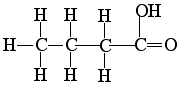 H H H OH
H–C–C–C–C=O
H H H